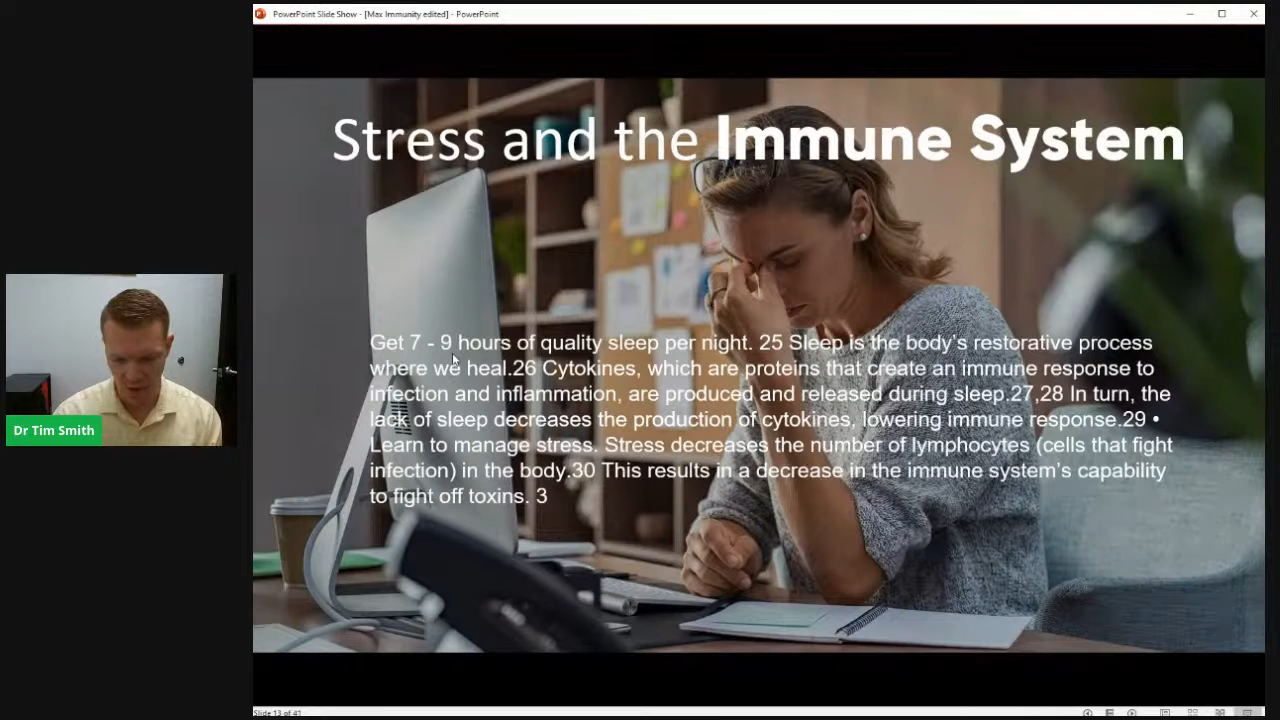 PowerPoint Slide Show - [Max Immunity edited] - PowerPoint
Stress and the Immune System
Get 7 - 9 hours of quality sleep per night. 25 Sleep is the body's restorative process
where we heal.26 Cytokines, which are proteins that create an immune response to
infection and inflammation, are produced and released during sleep.27,28 In turn, the
lack of sleep decreases the production of cytokines, lowering immune response.29 •
Learn to manage stress. Stress decreases the number of lymphocytes (cells that fight
infection) in the body.30 This results in a decrease in the immune system's capability
to fight off toxins. 3
Dr Tim Smith
Slide 13 of 41